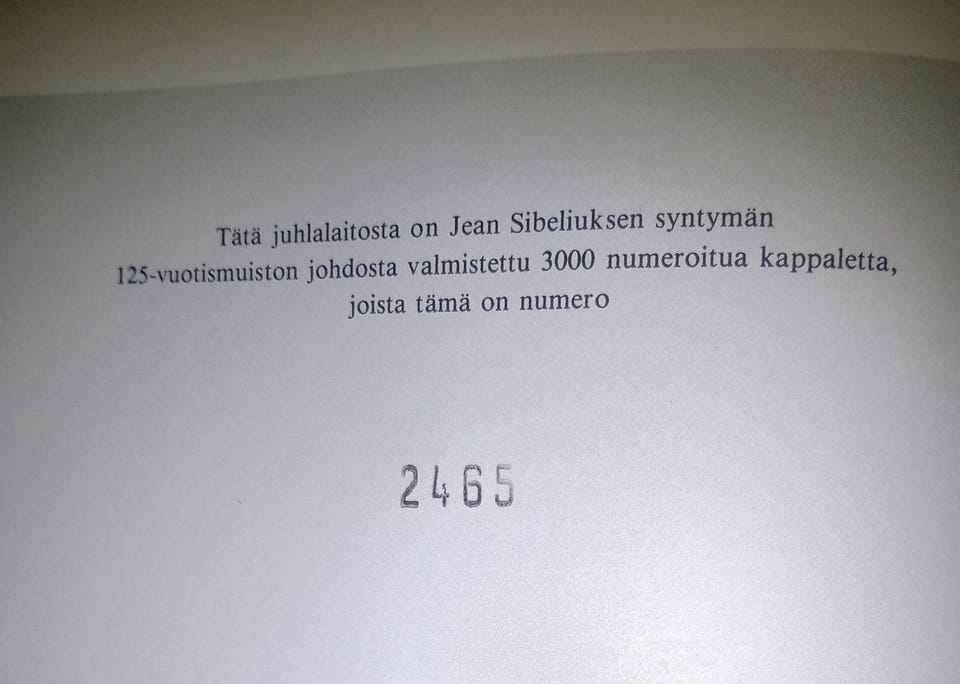 Tätä juhlalaitosta on Jean Sibeliuksen syntymän
125-vuotismuiston johdosta valmistettu 3000 numeroitua kappaletta,
joista tämä on numero
2465